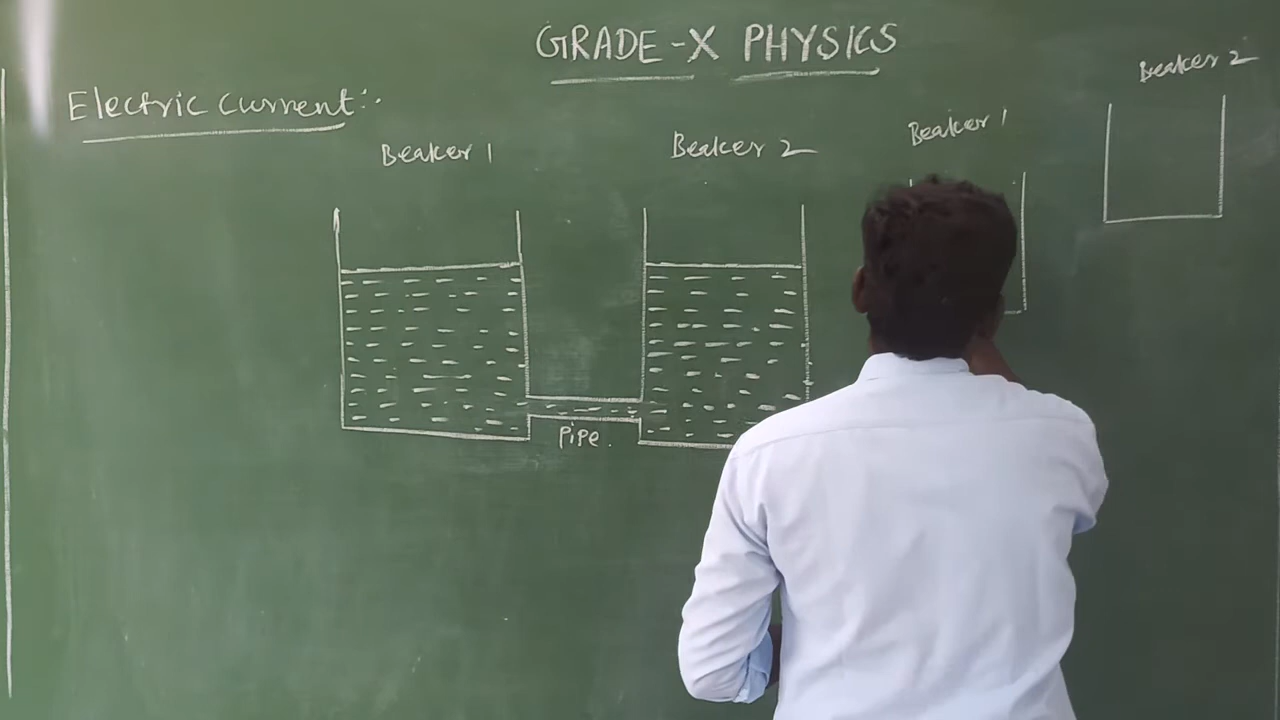 GRADE-X PHYSICS
Electric current:-
Beaker 1
Beaker 2
Beaker 1
Beaker 2
Pipe.